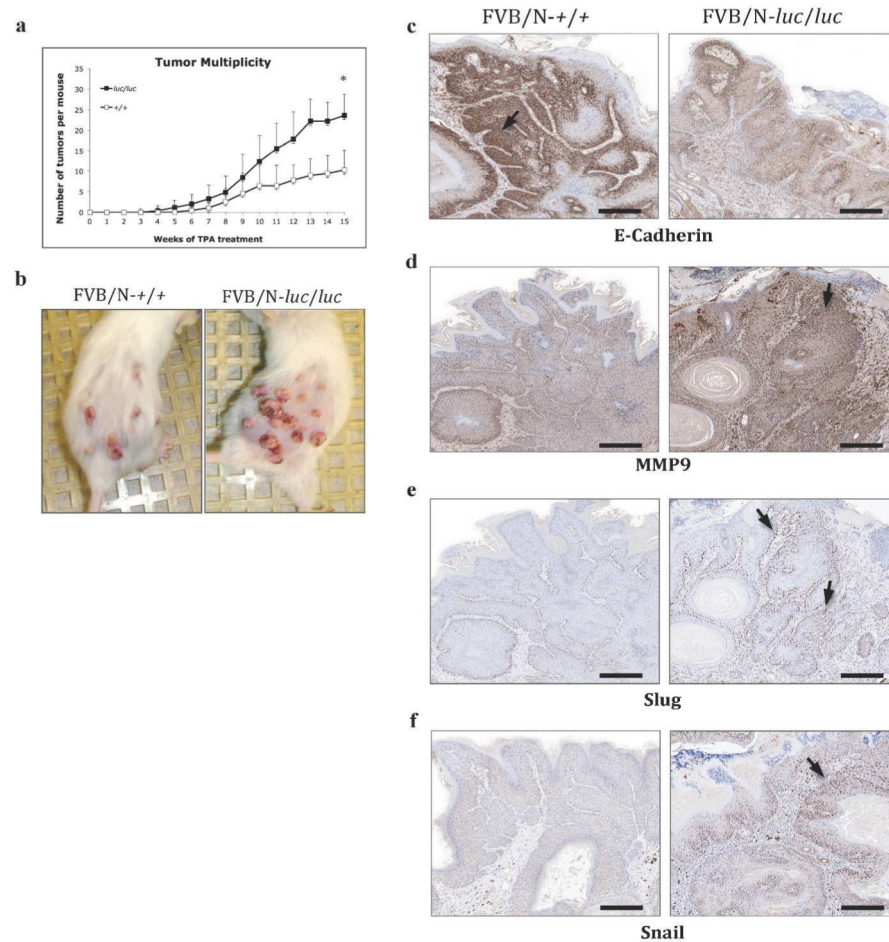 a
Tumor Multiplicity
*
luc/luc
+/+
Number of tumors per mouse
35
30
25
20
15
10
5
0
0 1 2 3 4 5 6 7 8 9 10 11 12 13 14 15
Weeks of TPA treatment
b
FVB/N-+/+ FVB/N-luc/luc
c
FVB/N-+/+ FVB/N-luc/luc
E-Cadherin
d
MMP9
e
Slug
f
Snail